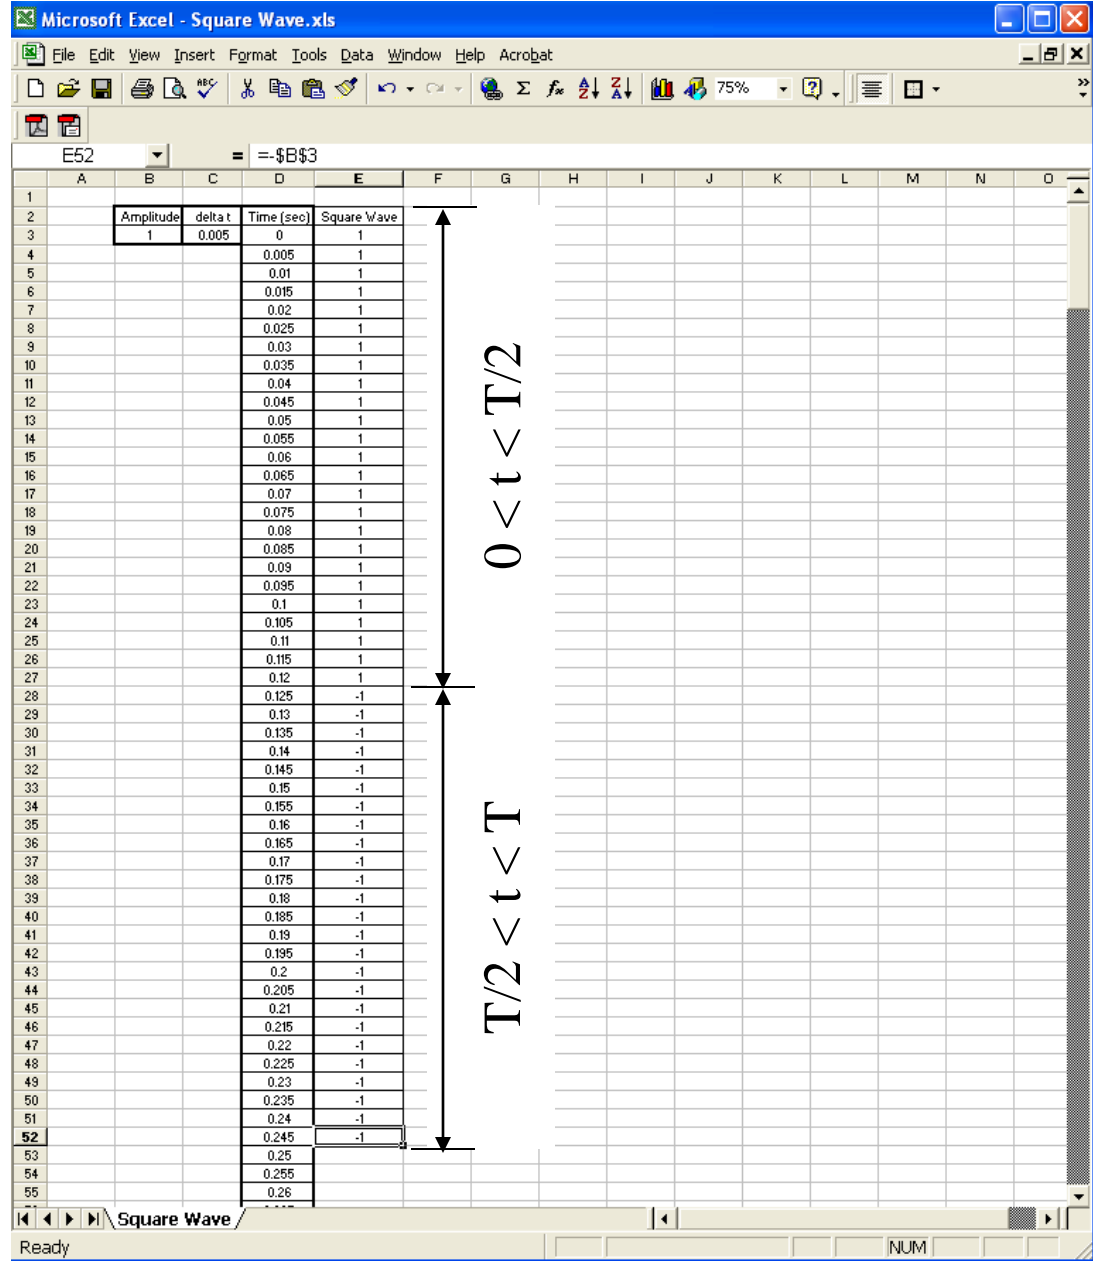 Microsoft Excel - Square Wave.xls
File Edit View Insert Format Tools Data Window Help Acrobat
ABC Σ fx A Z Z A 75% ? »
E52 = =-$B$3
A B C D E F G H I J K L M N O
1
2 Amplitude delta t Time (sec) Square Wave
3 1 0.005 0 1
4 0.005 1
5 0.01 1
6 0.015 1
7 0.02 1
8 0.025 1
9 0.03 1
10 0.035 1
11 0.04 1
12 0.045 1
13 0.05 1
14 0.055 1
15 0.06 1
16 0.065 1
17 0.07 1
18 0.075 1
19 0.08 1
20 0.085 1
21 0.09 1
22 0.095 1
23 0.1 1
24 0.105 1
25 0.11 1
26 0.115 1
27 0.12 1
28 0.125 -1
29 0.13 -1
30 0.135 -1
31 0.14 -1
32 0.145 -1
33 0.15 -1
34 0.155 -1
35 0.16 -1
36 0.165 -1
37 0.17 -1
38 0.175 -1
39 0.18 -1
40 0.185 -1
41 0.19 -1
42 0.195 -1
43 0.2 -1
44 0.205 -1
45 0.21 -1
46 0.215 -1
47 0.22 -1
48 0.225 -1
49 0.23 -1
50 0.235 -1
51 0.24 -1
52 0.245 -1
53 0.25
54 0.255
55 0.26
0 < t < T/2
T/2 < t < T
Square Wave
Ready NUM